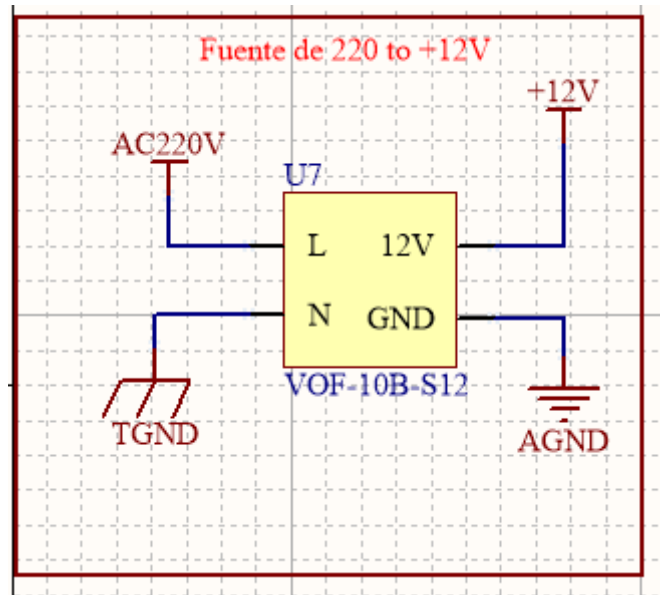 Fuente de 220 to +12V
+12V
AC220V
U7
L 12V
N GND
VOF-10B-S12
TGND
AGND